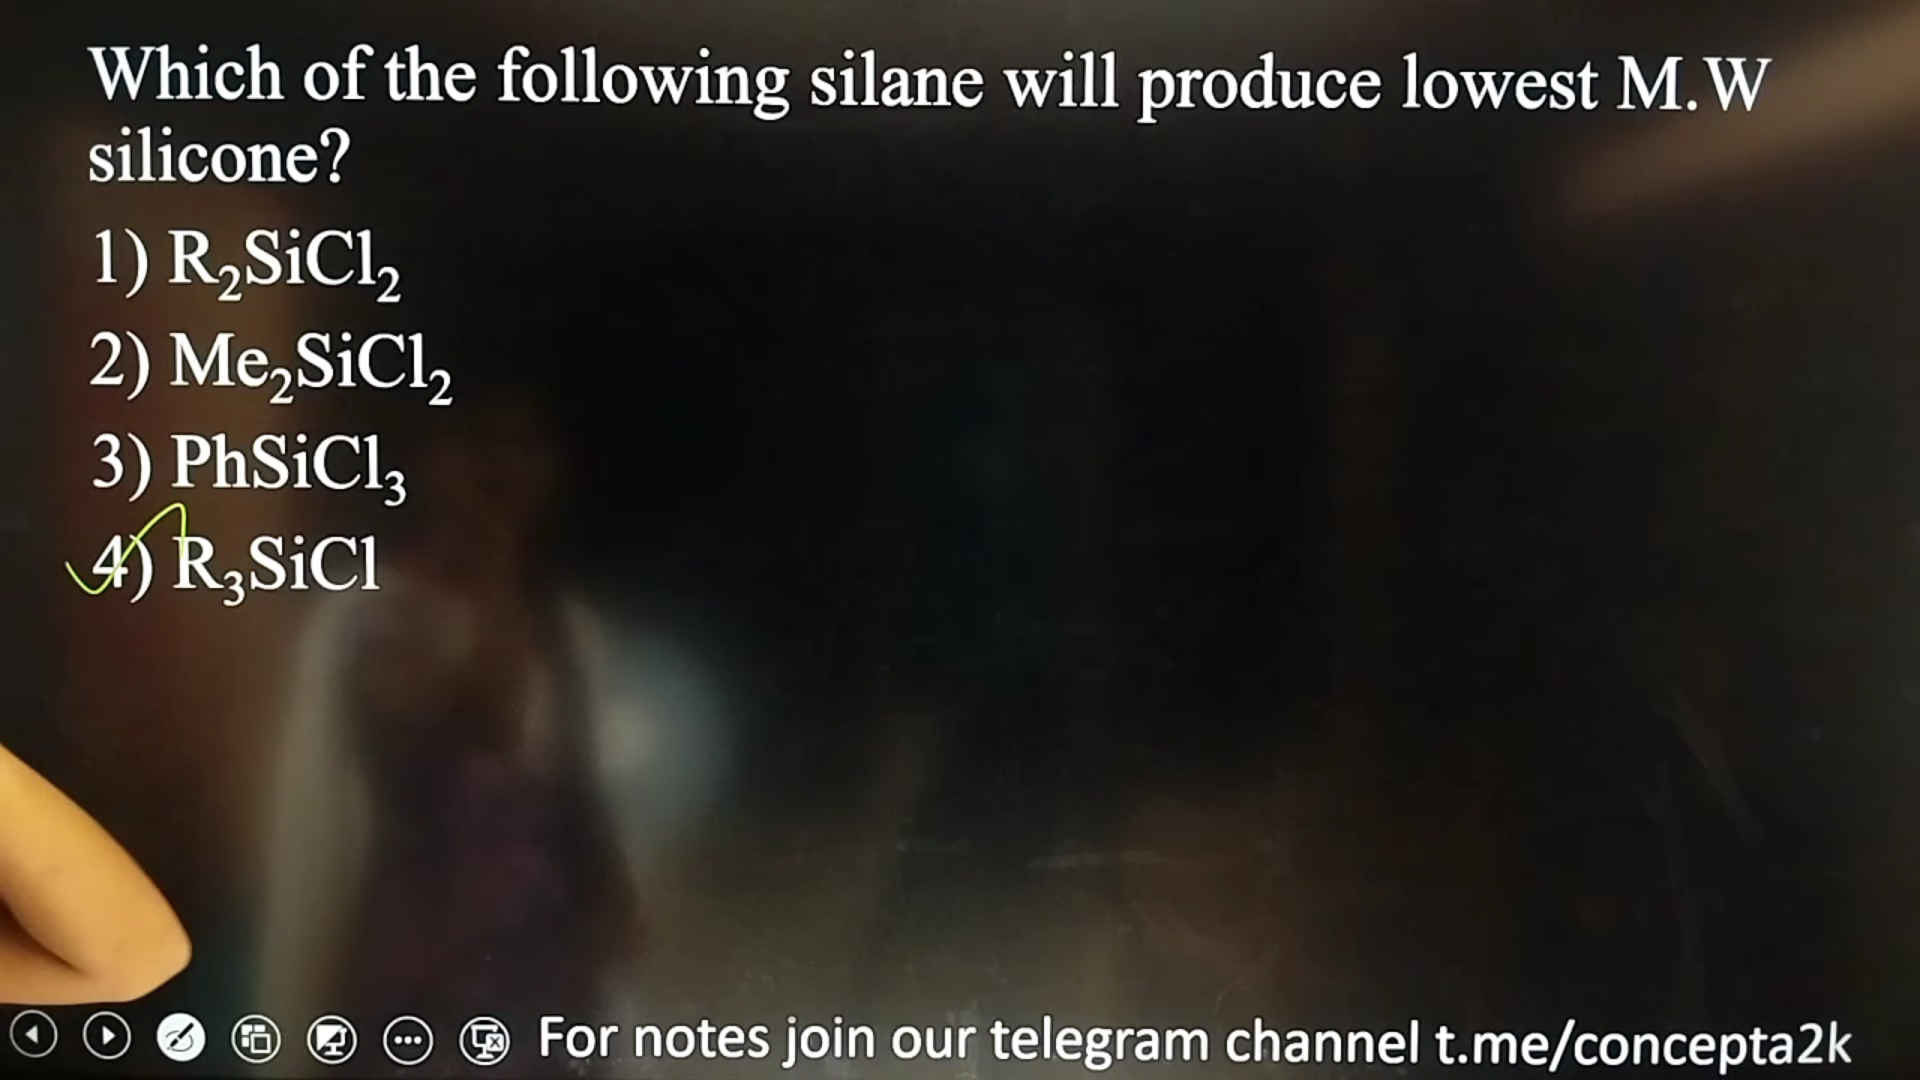 Which of the following silane will produce lowest M.W
silicone?
1) R₂SiCl₂
2) Me₂SiCl₂
3) PhSiCl₃
4) R₃SiCl
For notes join our telegram channel t.me/concepta2k